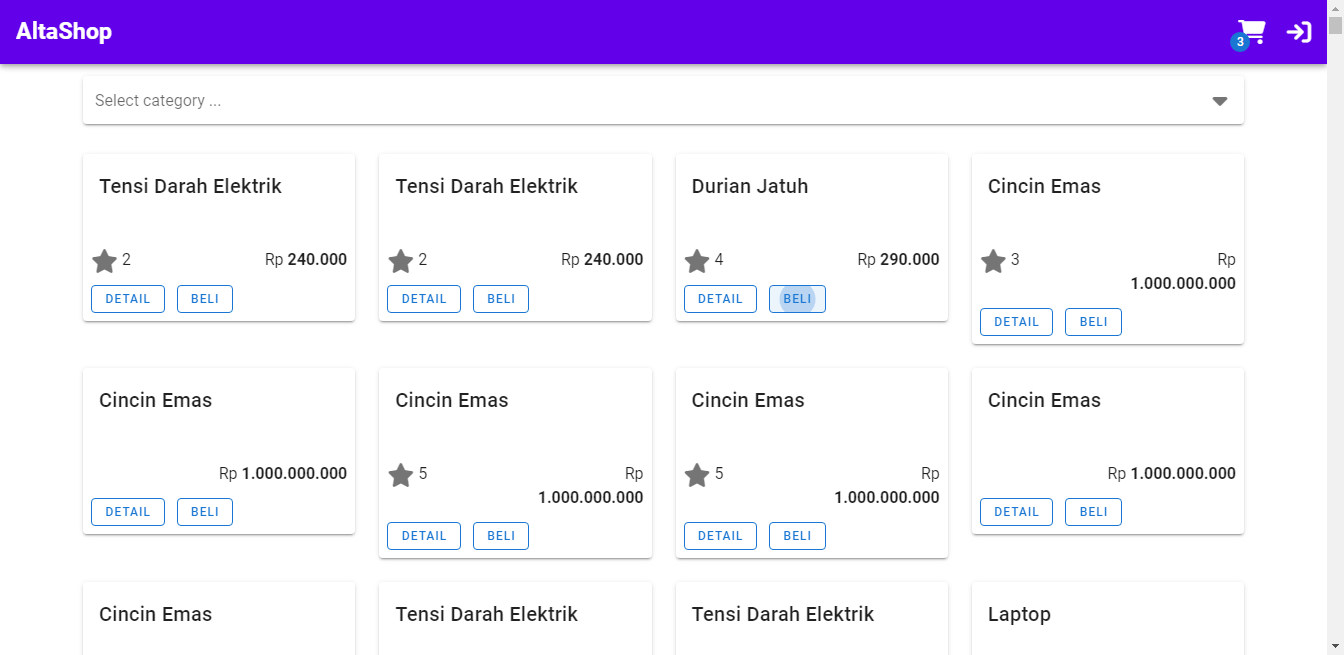 AltaShop
3
Select category ...
Tensi Darah Elektrik
2
Rp 240.000
DETAIL
BELI
Tensi Darah Elektrik
2
Rp 240.000
DETAIL
BELI
Durian Jatuh
4
Rp 290.000
DETAIL
BELI
Cincin Emas
3
Rp
1.000.000.000
DETAIL
BELI
Cincin Emas
Rp 1.000.000.000
DETAIL
BELI
Cincin Emas
5
Rp
1.000.000.000
DETAIL
BELI
Cincin Emas
5
Rp
1.000.000.000
DETAIL
BELI
Cincin Emas
Rp 1.000.000.000
DETAIL
BELI
Cincin Emas
Tensi Darah Elektrik
Tensi Darah Elektrik
Laptop